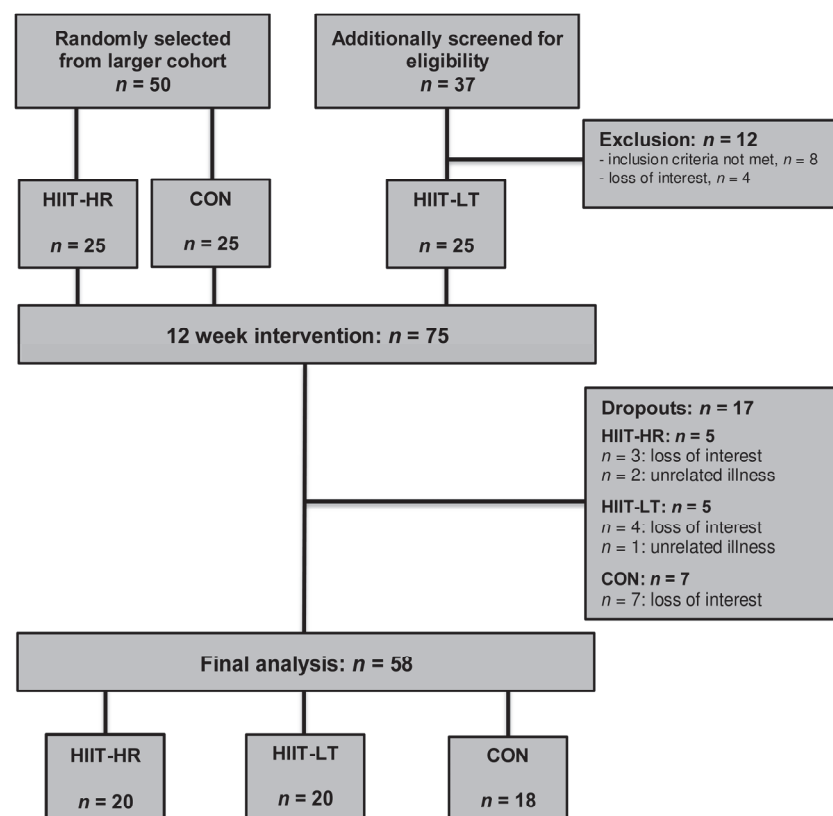 Randomly selected
from larger cohort
n = 50
Additionally screened for
eligibility
n = 37
Exclusion: n = 12
- inclusion criteria not met, n = 8
- loss of interest, n = 4
HIIT-HR
n = 25
CON
n = 25
HIIT-LT
n = 25
12 week intervention: n = 75
Dropouts: n = 17
HIIT-HR: n = 5
n = 3: loss of interest
n = 2: unrelated illness
HIIT-LT: n = 5
n = 4: loss of interest
n = 1: unrelated illness
CON: n = 7
n = 7: loss of interest
Final analysis: n = 58
HIIT-HR
n = 20
HIIT-LT
n = 20
CON
n = 18